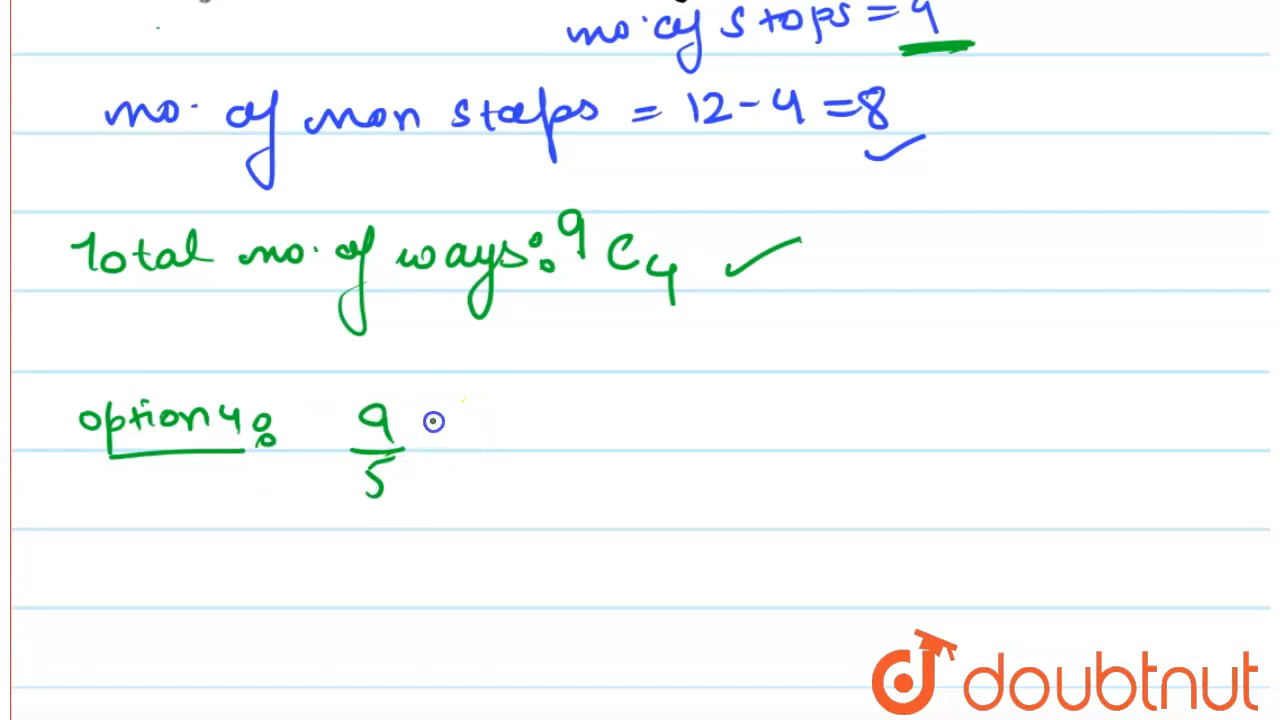 no. of stops = 4
no. of non stops = 12 - 4 = 8
Total no. of ways: ⁹C₄
option 4: 9/5
doubtnut